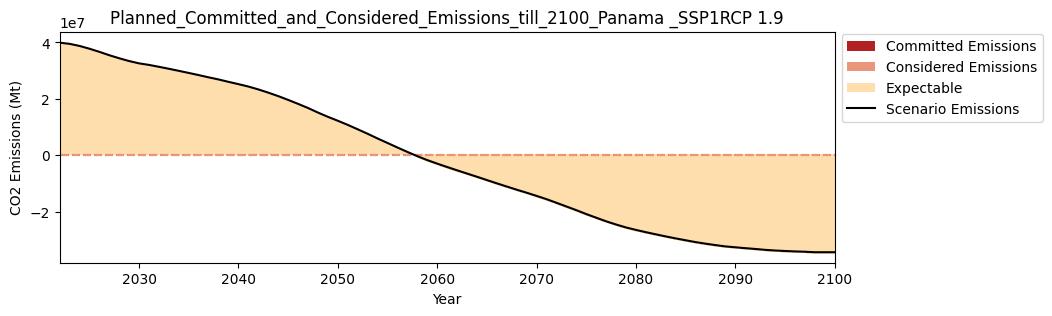 Planned_Committed_and_Considered_Emissions_till_2100_Panama _SSP1RCP 1.9
1e7
4
2
0
−2
CO2 Emissions (Mt)
2030 2040 2050 2060 2070 2080 2090 2100
Year
Committed Emissions
Considered Emissions
Expectable
Scenario Emissions